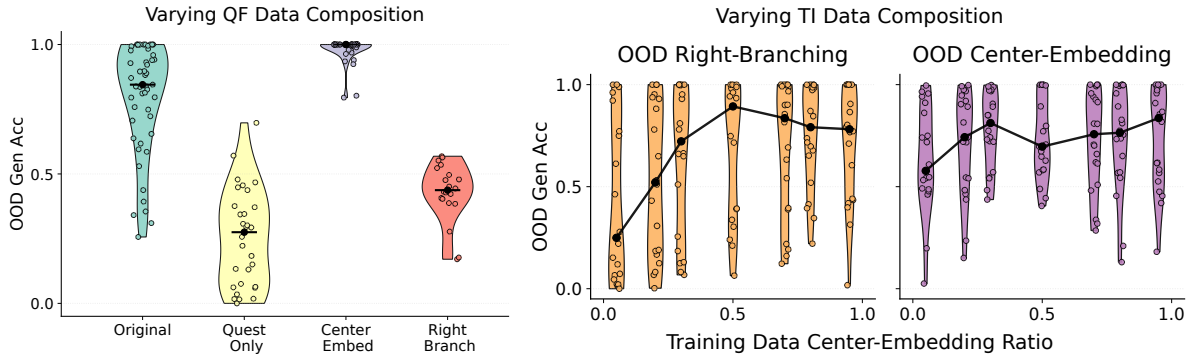 Varying QF Data Composition
OOD Gen Acc
1.0
0.5
0.0
Original
Quest
Only
Center
Embed
Right
Branch
Varying TI Data Composition
OOD Right-Branching
OOD Center-Embedding
OOD Gen Acc
1.0
0.5
0.0
0.0
0.5
1.0
0.0
0.5
1.0
Training Data Center-Embedding Ratio